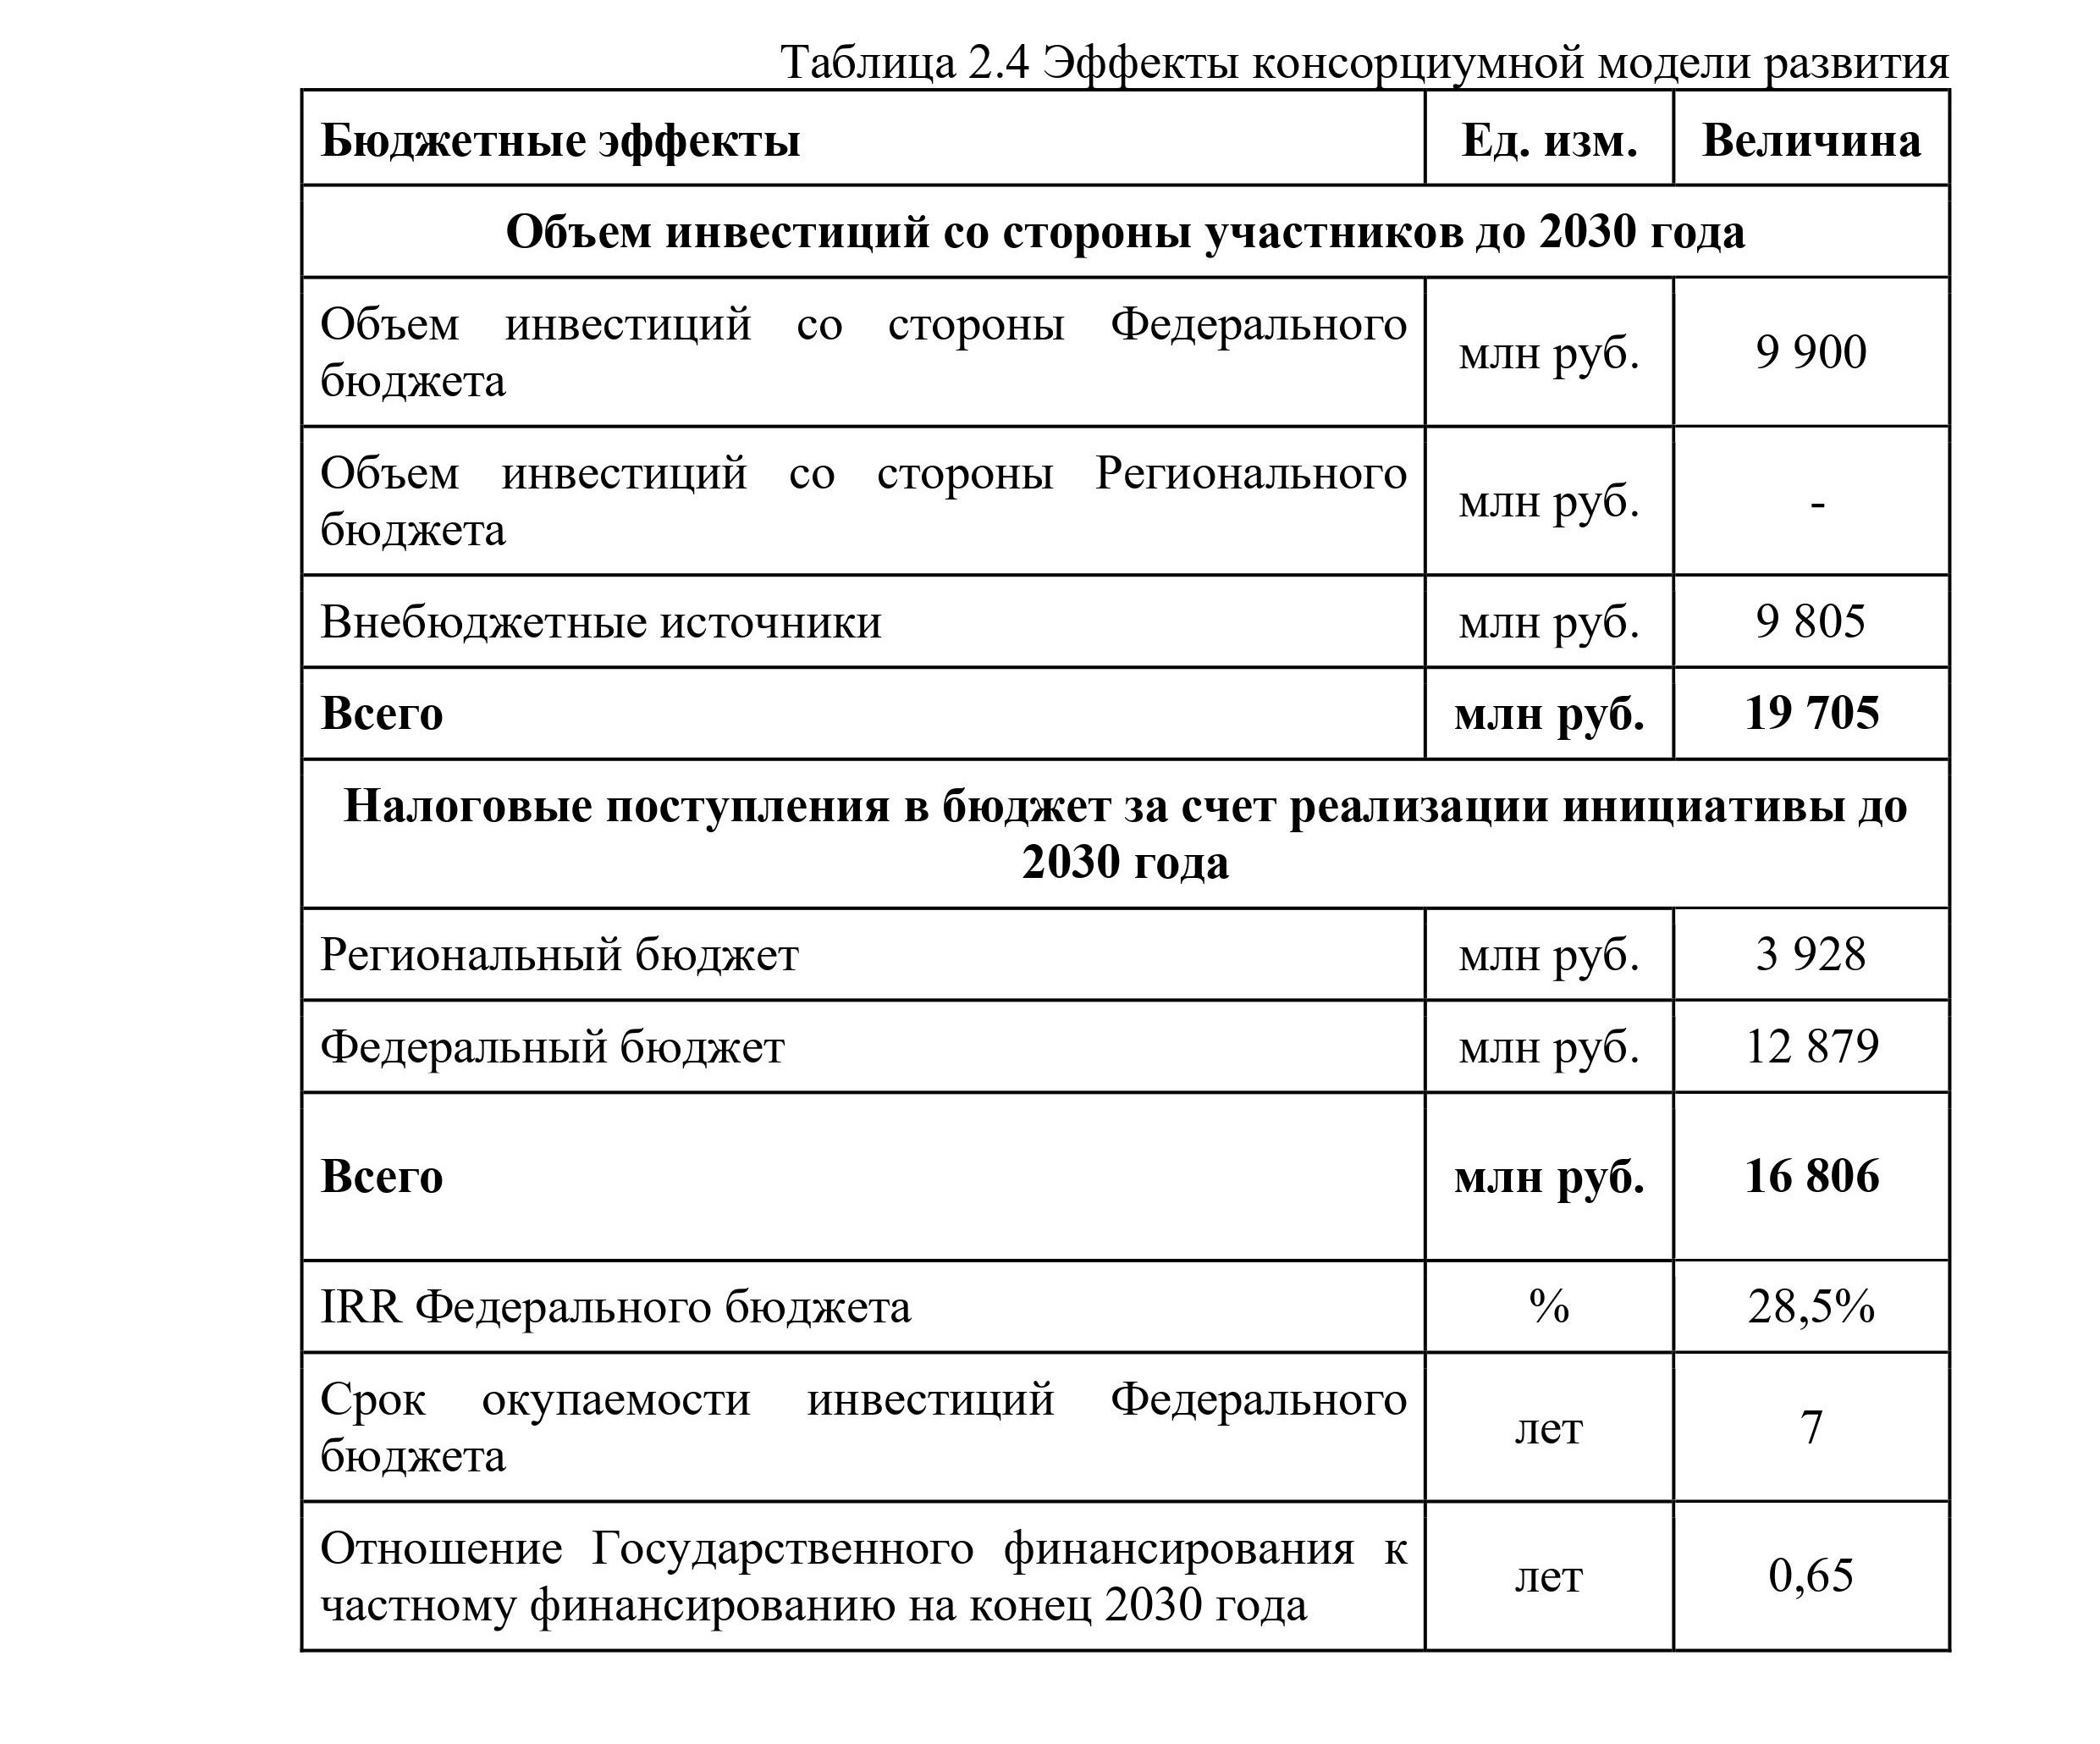 Таблица 2.4 Эффекты консорциумной модели развития
Бюджетные эффекты Ед. изм. Величина
Объем инвестиций со стороны участников до 2030 года
Объем инвестиций со стороны Федерального
бюджета
млн руб. 9 900
Объем инвестиций со стороны Регионального
бюджета
млн руб. -
Внебюджетные источники млн руб. 9 805
Всего млн руб. 19 705
Налоговые поступления в бюджет за счет реализации инициативы до
2030 года
Региональный бюджет млн руб. 3 928
Федеральный бюджет млн руб. 12 879
Всего млн руб. 16 806
IRR Федерального бюджета % 28,5%
Срок окупаемости инвестиций Федерального
бюджета
лет 7
Отношение Государственного финансирования к
частному финансированию на конец 2030 года
лет 0,65